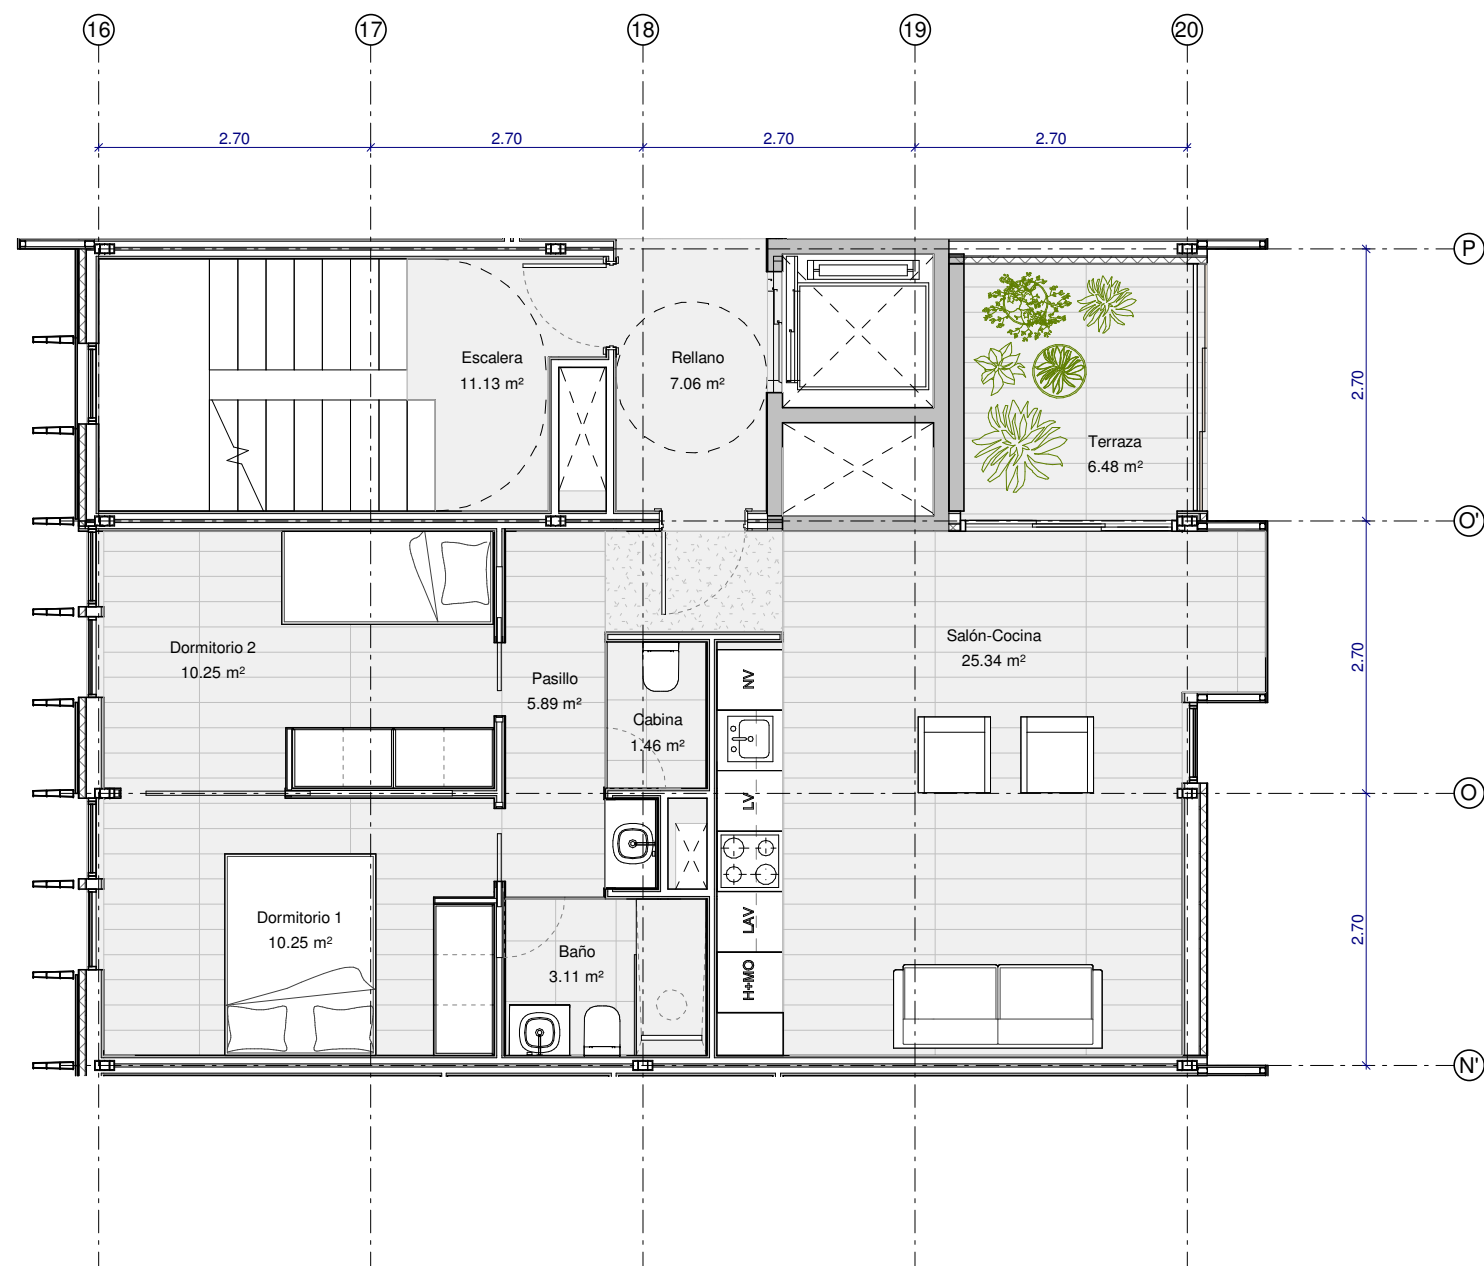 16 17 18 19 20
2.70 2.70 2.70 2.70
P
Escalera
11.13 m²
Rellano
7.06 m²
2.70
Terraza
6.48 m²
O'
Dormitorio 2
10.25 m²
Salón-Cocina
25.34 m²
2.70
Pasillo
5.89 m²
NV
Cabina
1.46 m²
O
LV
Dormitorio 1
10.25 m²
LAV
2.70
Baño
3.11 m²
H+MO
N'